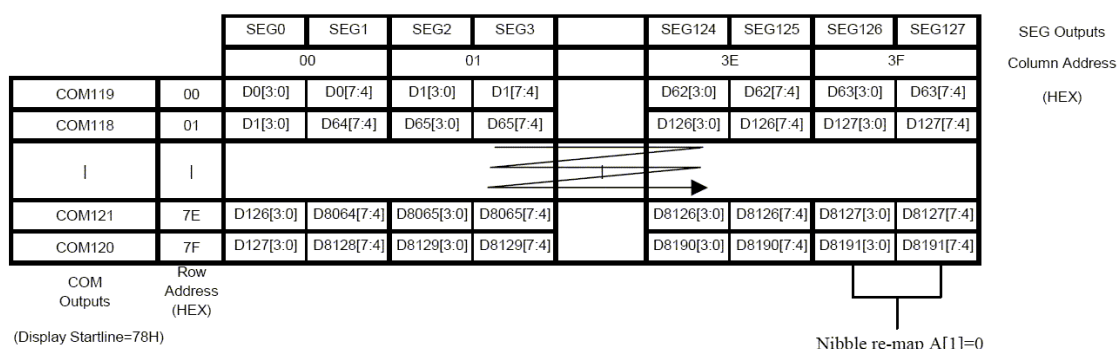 SEG0 SEG1 SEG2 SEG3 SEG124 SEG125 SEG126 SEG127 SEG Outputs
00 01 3E 3F Column Address
(HEX)
COM119 00 D0[3:0] D0[7:4] D1[3:0] D1[7:4] D62[3:0] D62[7:4] D63[3:0] D63[7:4]
COM118 01 D1[3:0] D64[7:4] D65[3:0] D65[7:4] D126[3:0] D126[7:4] D127[3:0] D127[7:4]
| | |
COM121 7E D126[3:0] D8064[7:4] D8065[3:0] D8065[7:4] D8126[3:0] D8126[7:4] D8127[3:0] D8127[7:4]
COM120 7F D127[3:0] D8128[7:4] D8129[3:0] D8129[7:4] D8190[3:0] D8190[7:4] D8191[3:0] D8191[7:4]
COM
Outputs
Row
Address
(HEX)
(Display Startline=78H)
Nibble re-map A[1]=0